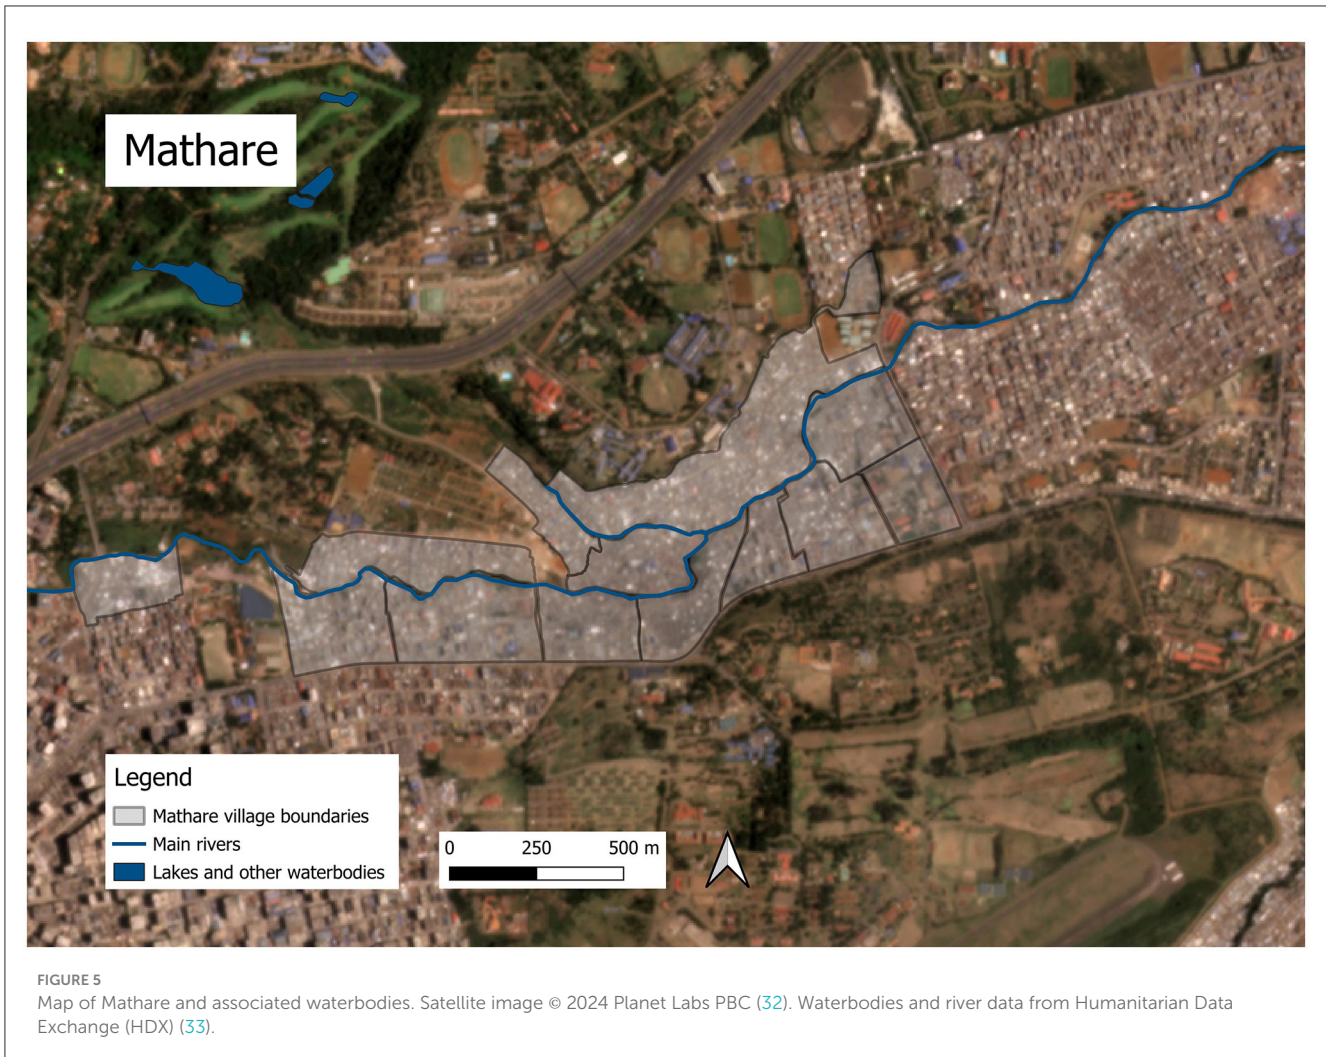 Mathare
Legend
Mathare village boundaries
Main rivers
Lakes and other waterbodies
0 250 500 m
FIGURE 5
Map of Mathare and associated waterbodies. Satellite image © 2024 Planet Labs PBC (32). Waterbodies and river data from Humanitarian Data
Exchange (HDX) (33).